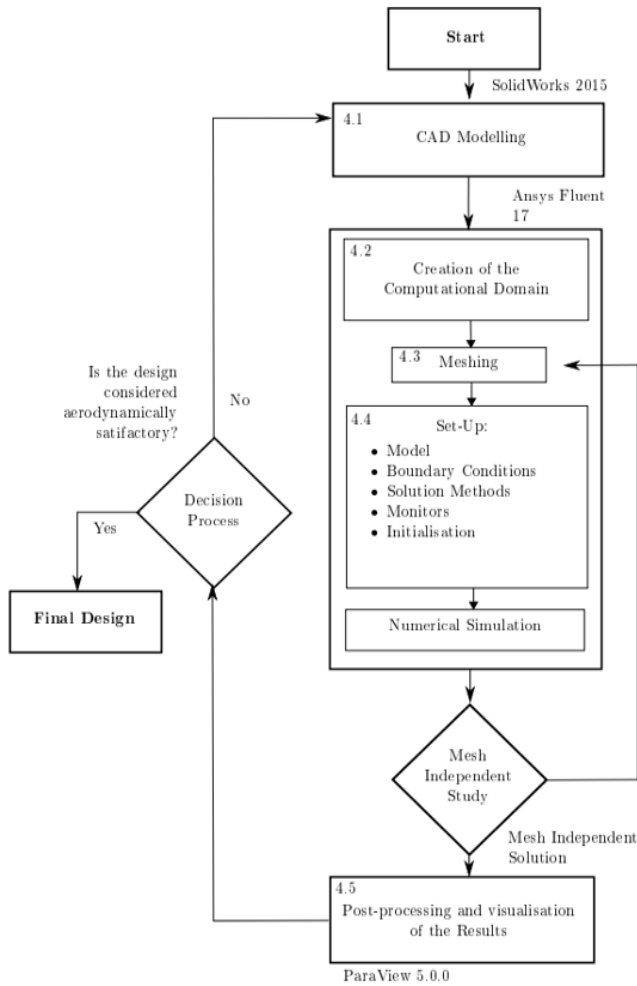 Start
SolidWorks 2015
4.1
CAD Modelling
Ansys Fluent
17
4.2
Creation of the
Computational Domain
4.3
Meshing
4.4
Set-Up:
• Model
• Boundary Conditions
• Solution Methods
• Monitors
• Initialisation
Numerical Simulation
Mesh
Independent
Study
Mesh Independent
Solution
4.5
Post-processing and visualisation
of the Results
ParaView 5.0.0
Decision
Process
Is the design
considered
aerodynamically
satifactory?
No
Yes
Final Design